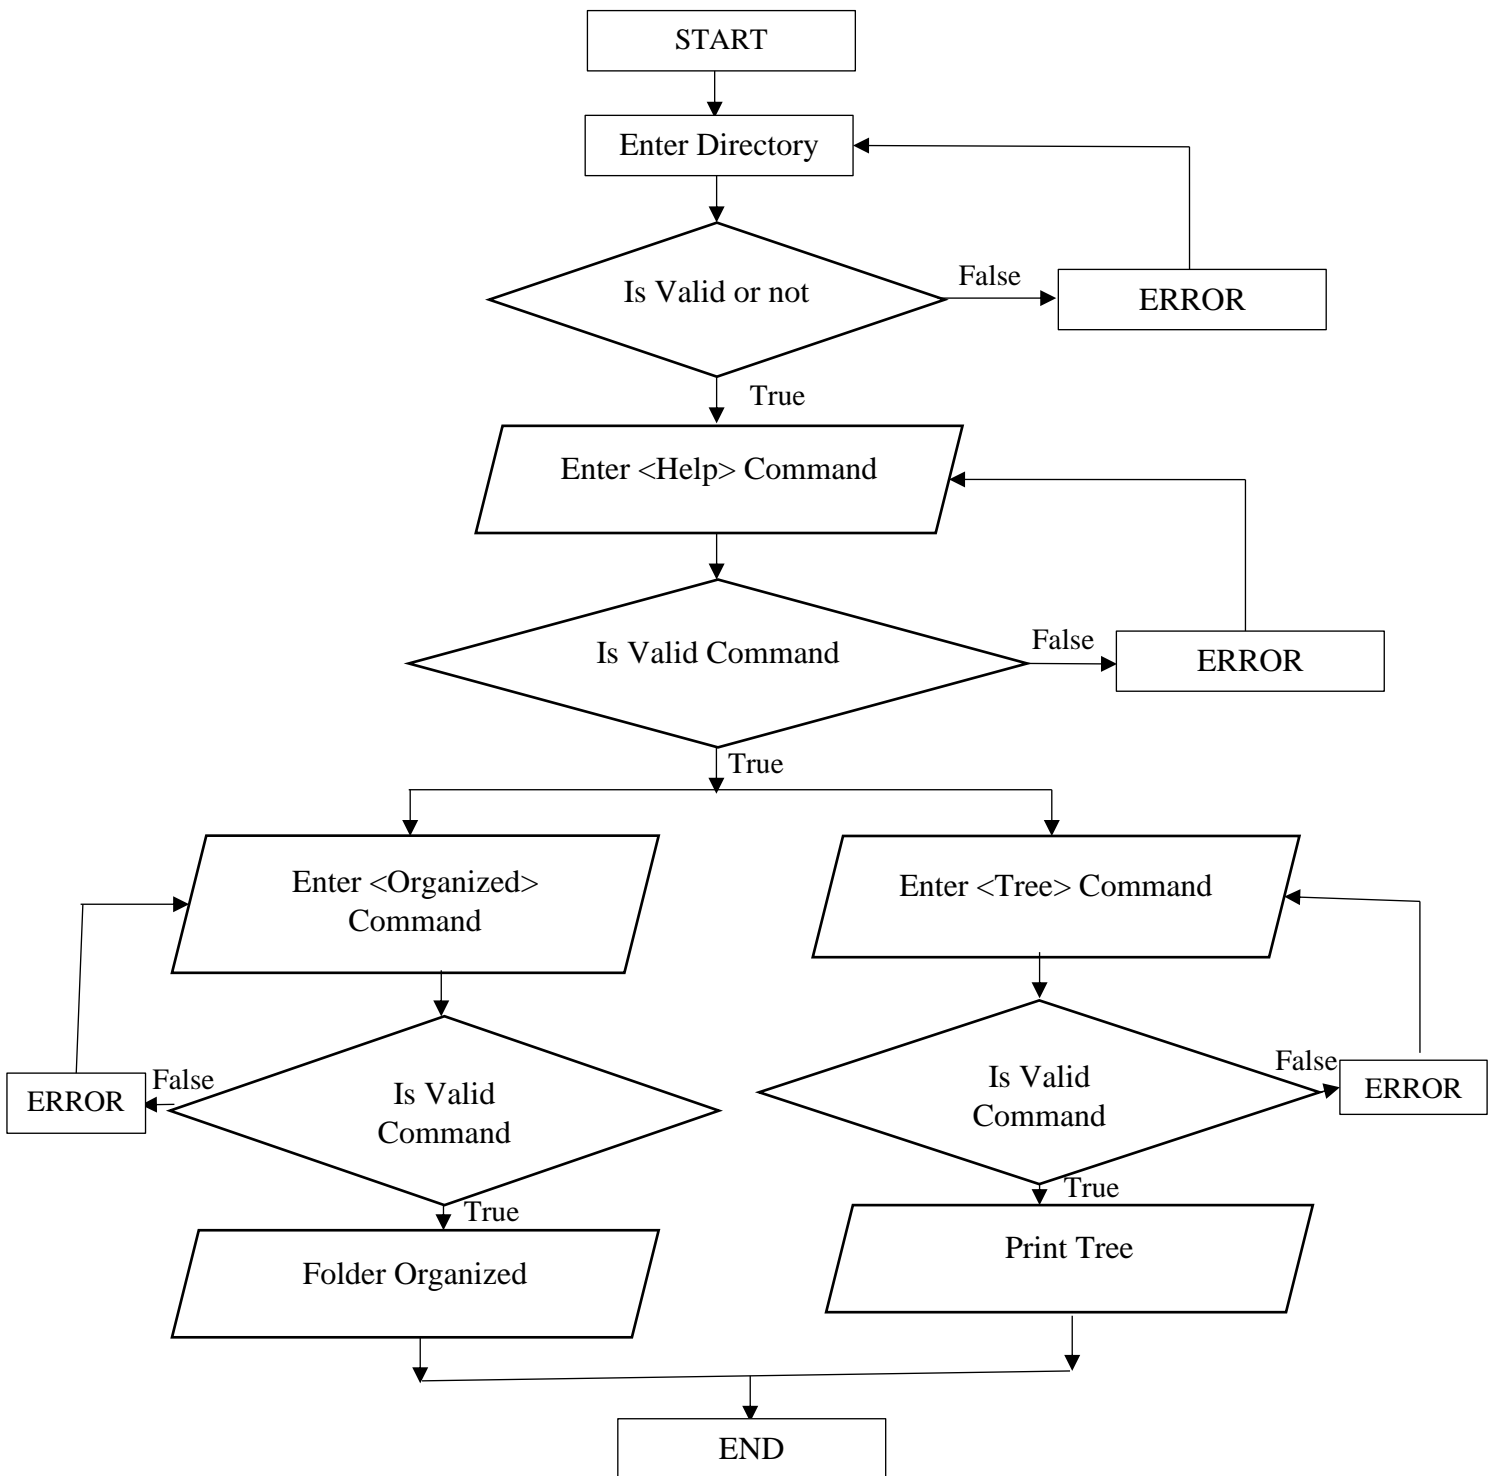 START
Enter Directory
Is Valid or not
False
ERROR
True
Enter <Help> Command
Is Valid Command
False
ERROR
True
Enter <Organized>
Command
Enter <Tree> Command
ERROR
False
Is Valid
Command
Is Valid
Command
False
ERROR
True
True
Folder Organized
Print Tree
END